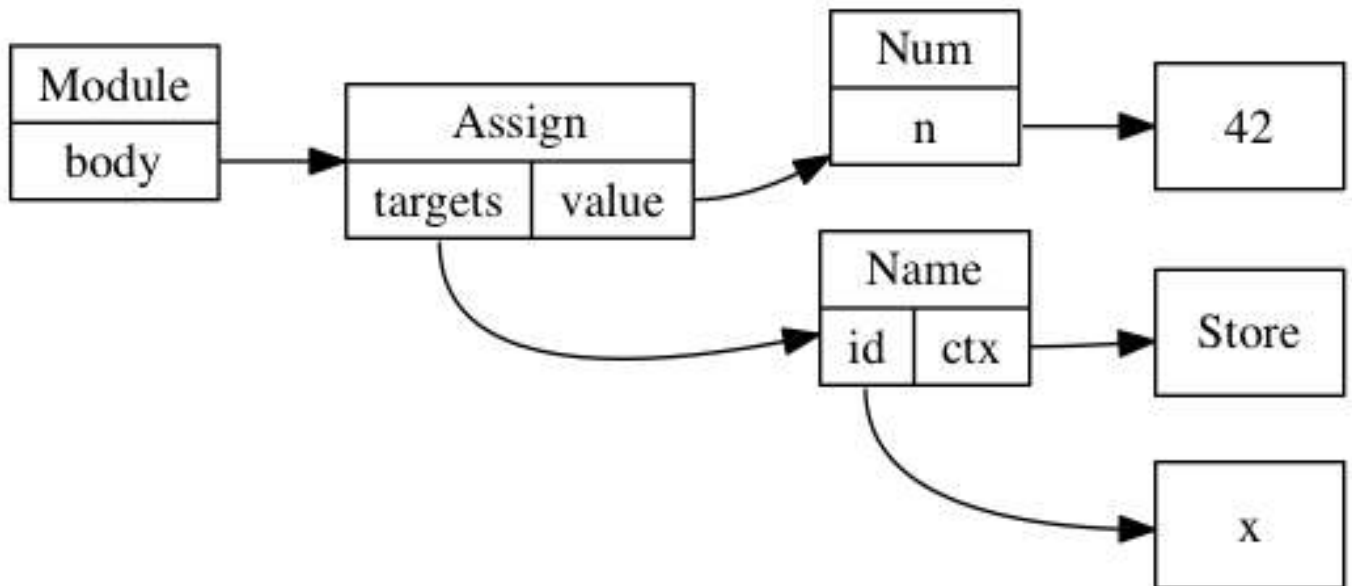 Module
body
Assign
targets value
Num
n
42
Name
id ctx
Store
x